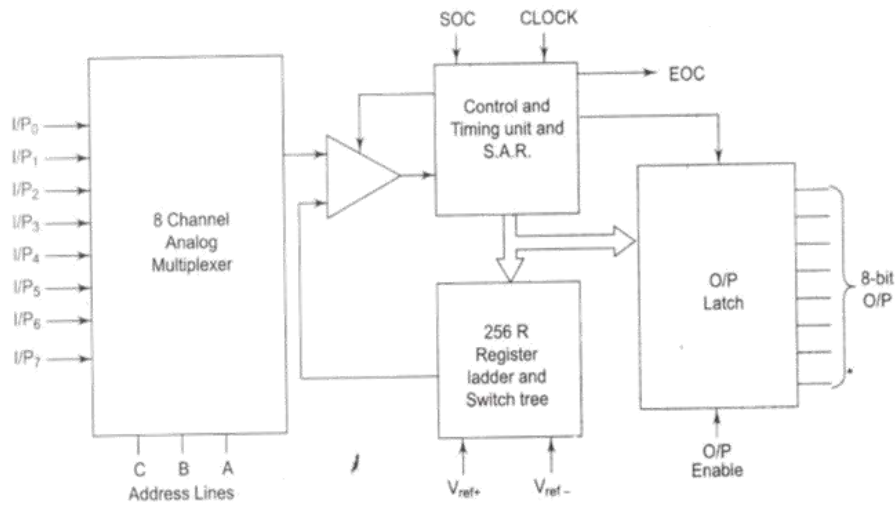 SOC
CLOCK
EOC
Control and
Timing unit and
S.A.R.
I/P0
I/P1
I/P2
I/P3
I/P4
I/P5
I/P6
I/P7
8 Channel
Analog
Multiplexer
O/P
Latch
8-bit
O/P
256 R
Register
ladder and
Switch tree
C B A
Address Lines
Vref+
Vref –
O/P
Enable